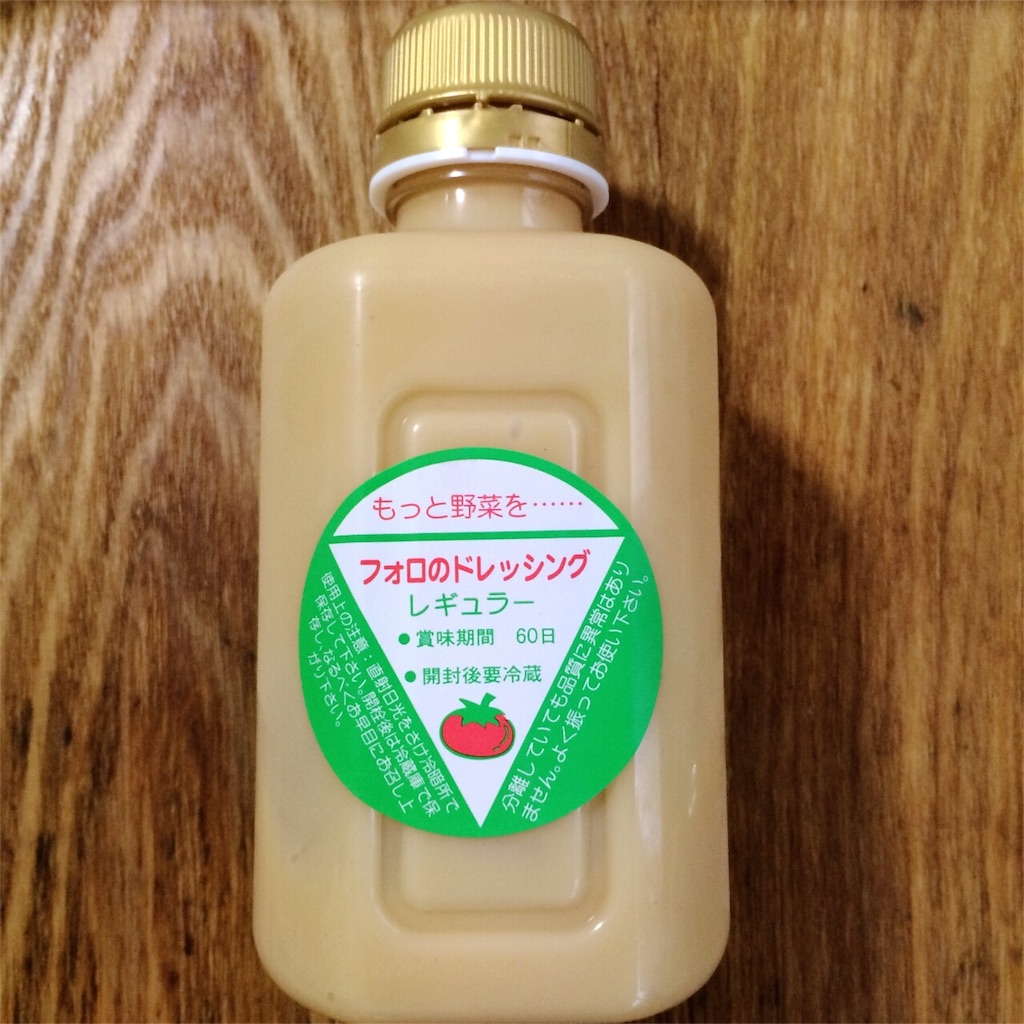 もっと野菜を……
フォロのドレッシング
レギュラー
●賞味期間 60日
●開封後要冷蔵
使用上の注意：直射日光をさけ冷暗所で
保存して下さい。開栓後は冷蔵庫で保
存し、なるべくお早目にお召し上
がり下さい。
分離していても品質に異常はあり
ません。よく振ってお使い下さい。